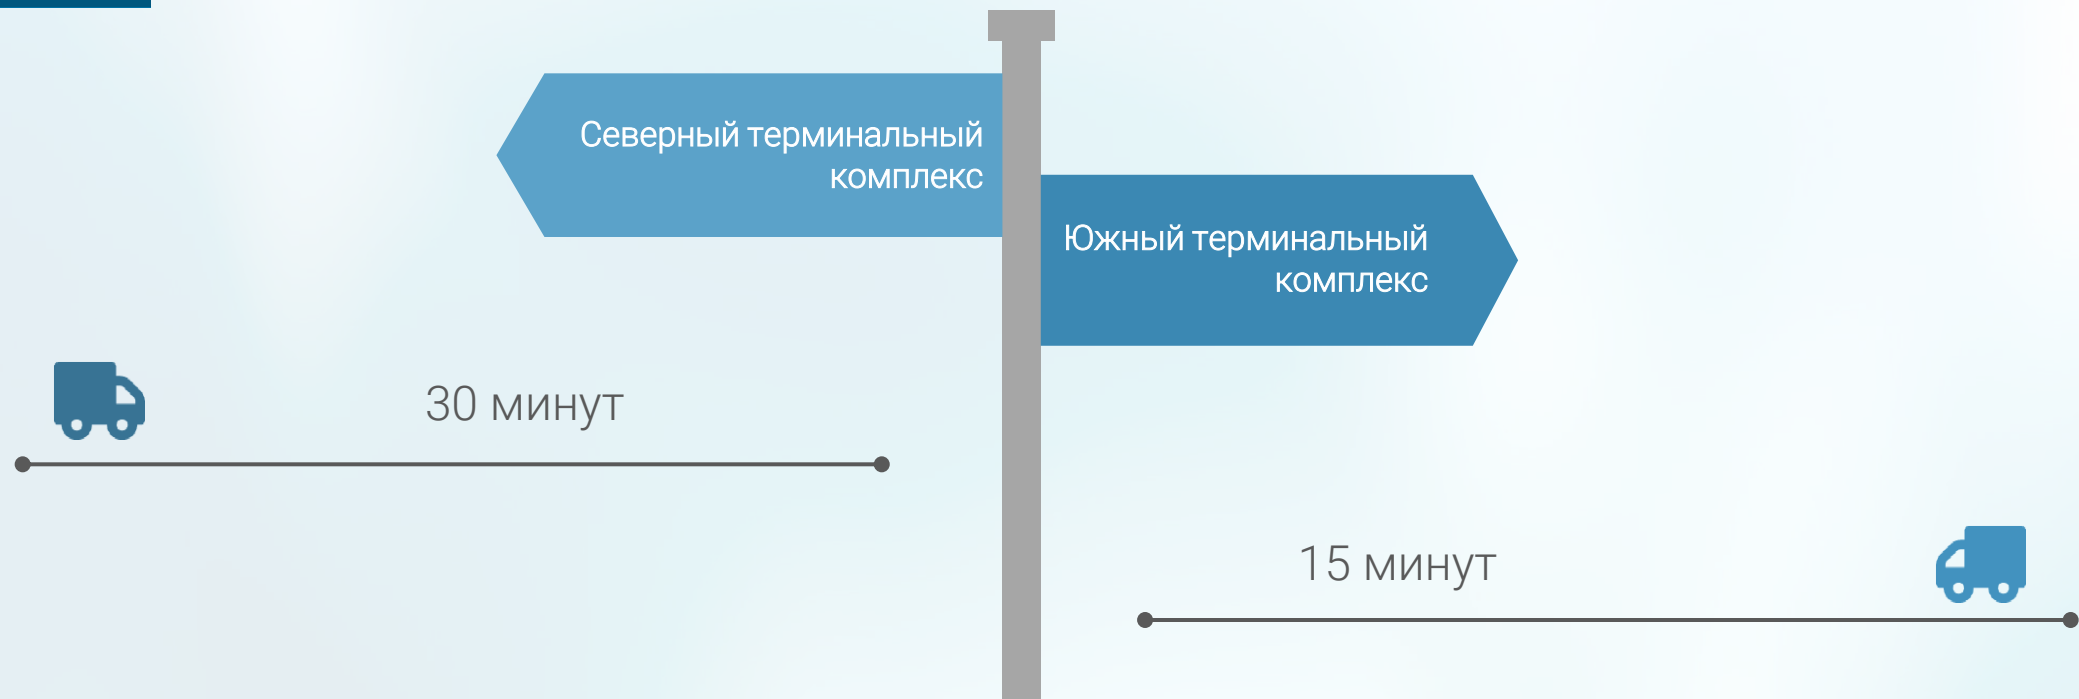 Северный терминальный
комплекс
Южный терминальный
комплекс
30 минут
15 минут